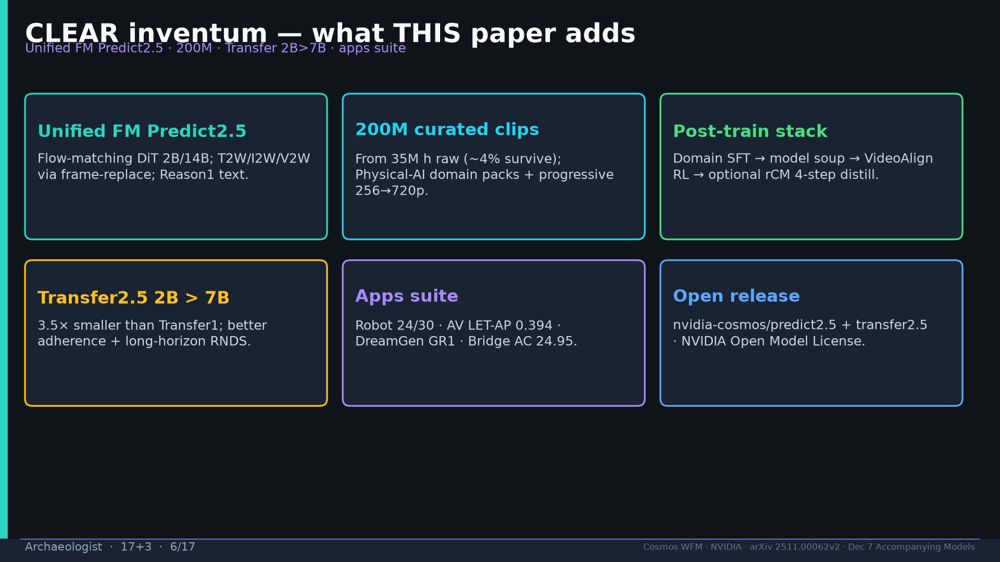 CLEAR inventum — what THIS paper adds
Unified FM Predict2.5 · 200M · Transfer 2B>7B · apps suite
Unified FM Predict2.5
Flow-matching DiT 2B/14B; T2W/I2W/V2W
via frame-replace; Reason1 text.
200M curated clips
From 35M h raw (~4% survive);
Physical-AI domain packs + progressive
256→720p.
Post-train stack
Domain SFT → model soup → VideoAlign
RL → optional rCM 4-step distill.
Transfer2.5 2B > 7B
3.5× smaller than Transfer1; better
adherence + long-horizon RNDS.
Apps suite
Robot 24/30 · AV LET-AP 0.394 ·
DreamGen GR1 · Bridge AC 24.95.
Open release
nvidia-cosmos/predict2.5 + transfer2.5
· NVIDIA Open Model License.
Archaeologist · 17+3 · 6/17
Cosmos WFM · NVIDIA · arXiv 2511.00062v2 · Dec 7 Accompanying Models